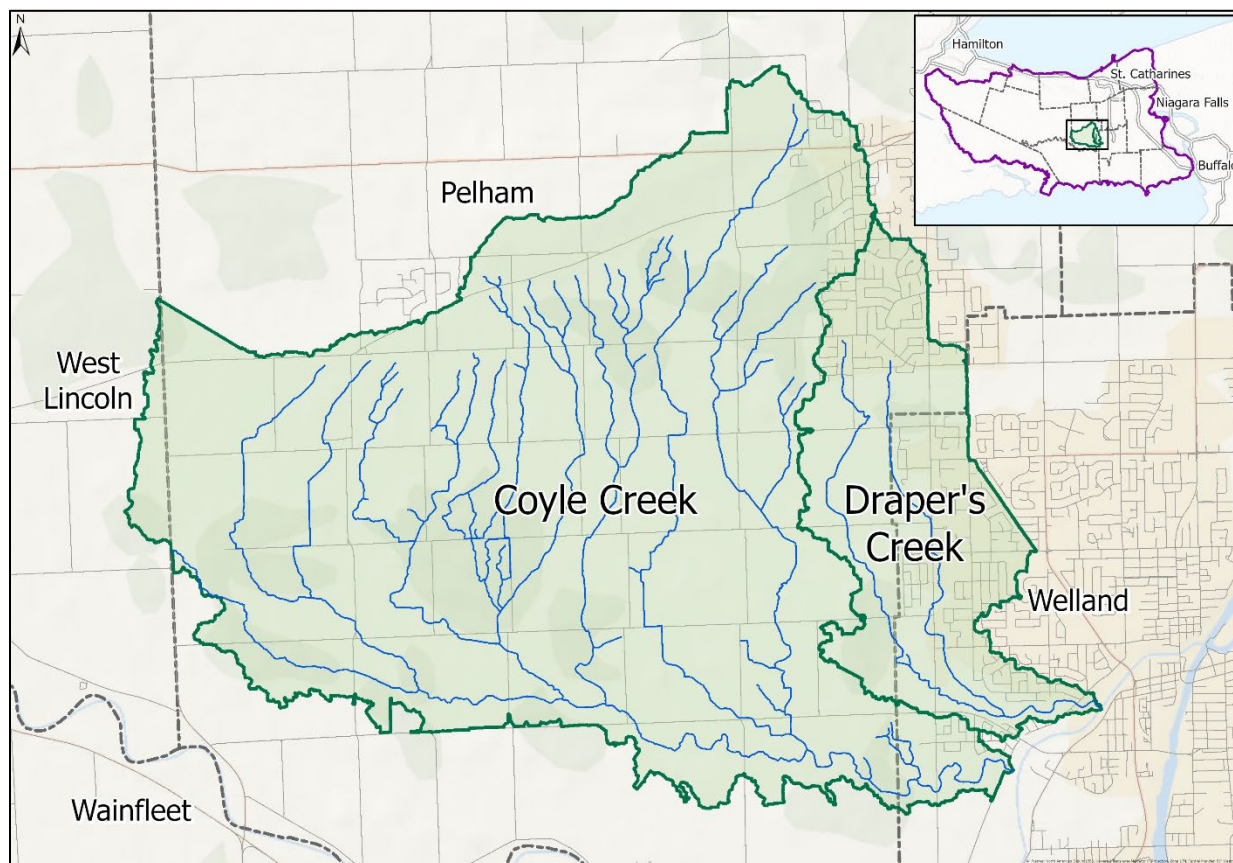 N
Hamilton
St. Catharines
Niagara Falls
Buffalo
Pelham
West
Lincoln
Coyle Creek
Draper's
Creek
Welland
Wainfleet